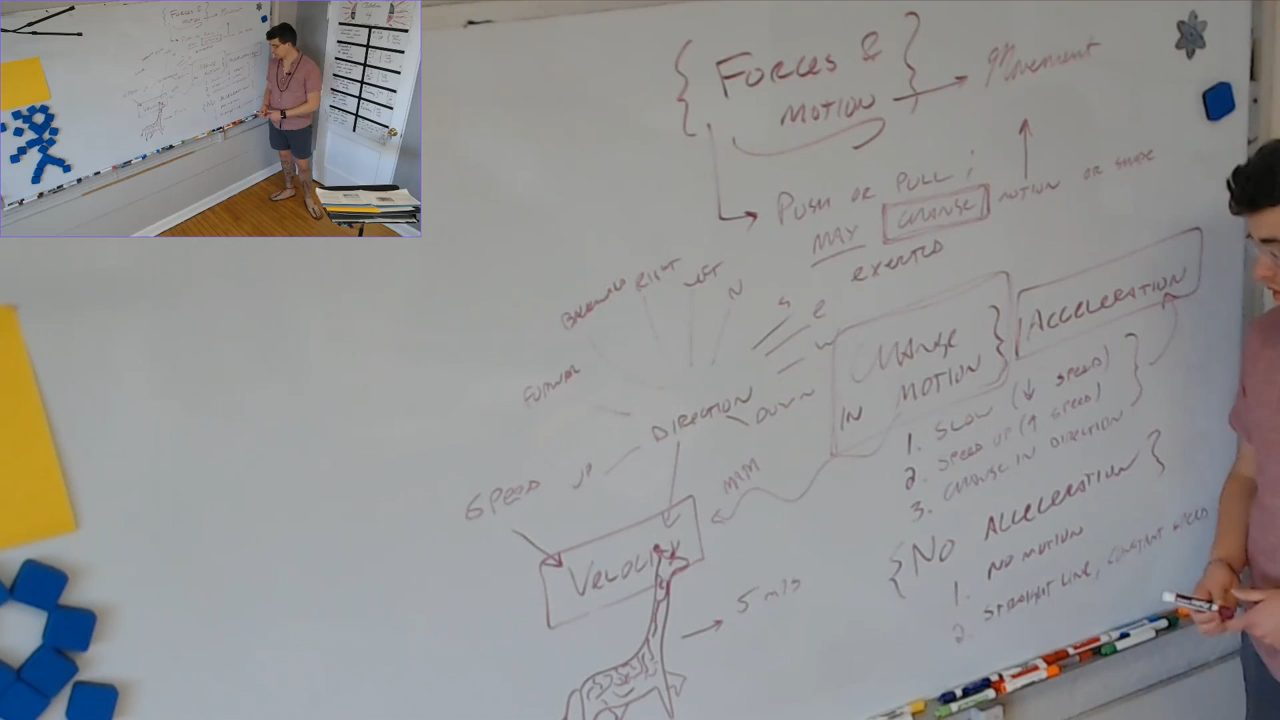 { FORCES & }
MOTION → MOVEMENT
PUSH OR PULL ;
MAY CHANGE MOTION OR SHAPE
EXERTED
BACKWARD RIGHT LEFT N
S E W
FORWARD
DIRECTION
DOWN
UP
SPEED
VELOCITY
→ 5 m/s
CHANGE
IN MOTION }
ACCELERATION
1. SLOW (↓ SPEED)
2. SPEED UP (↑ SPEED)
3. CHANGE IN DIRECTION
{ NO ACCELERATION }
1. NO MOTION
2. STRAIGHT LINE, CONSTANT SPEED